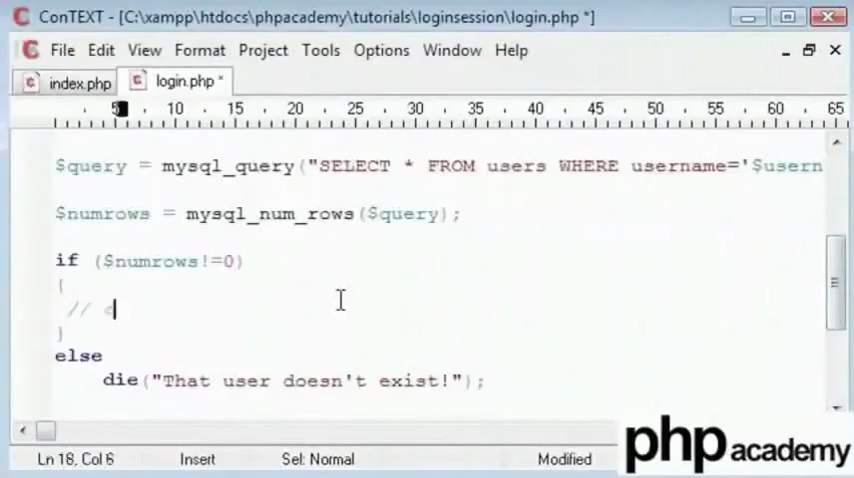 ConTEXT - [C:\xampp\htdocs\phpacademy\tutorials\loginsession\login.php *]
File Edit View Format Project Tools Options Window Help
index.php login.php *
5 10 15 20 25 30 35 40 45 50 55 60 65
$query = mysql_query("SELECT * FROM users WHERE username='$usern
$numrows = mysql_num_rows($query);
if ($numrows!=0)
{
// c
}
else
die("That user doesn't exist!");
Ln 18, Col 6 Insert Sel: Normal Modified
php academy